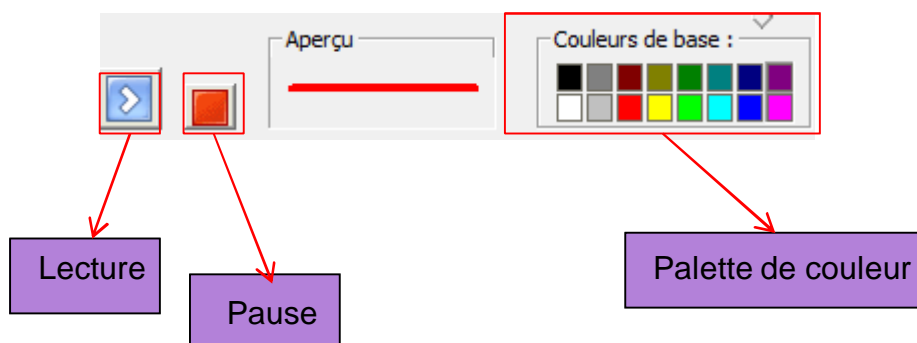 Aperçu
Couleurs de base :
Lecture
Pause
Palette de couleur